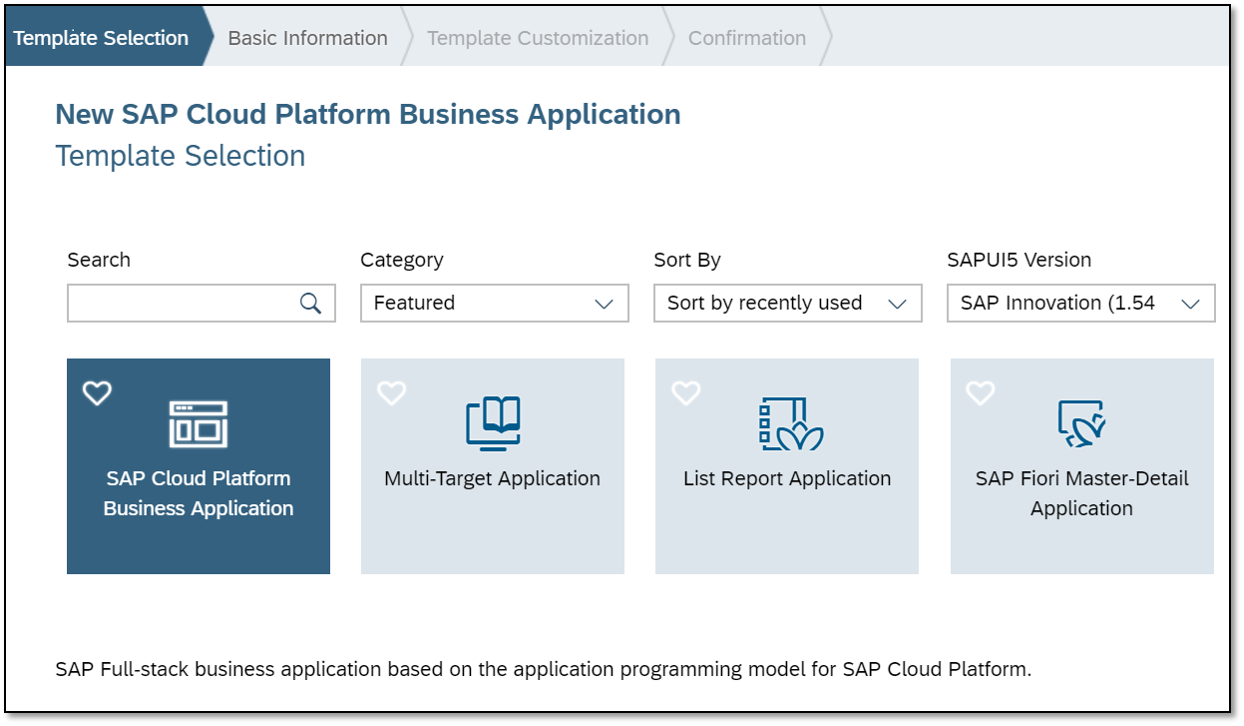 Template Selection
Basic Information
Template Customization
Confirmation
New SAP Cloud Platform Business Application
Template Selection
Search
Category
Sort By
SAPUI5 Version
Featured
Sort by recently used
SAP Innovation (1.54
SAP Cloud Platform
Business Application
Multi-Target Application
List Report Application
SAP Fiori Master-Detail
Application
SAP Full-stack business application based on the application programming model for SAP Cloud Platform.